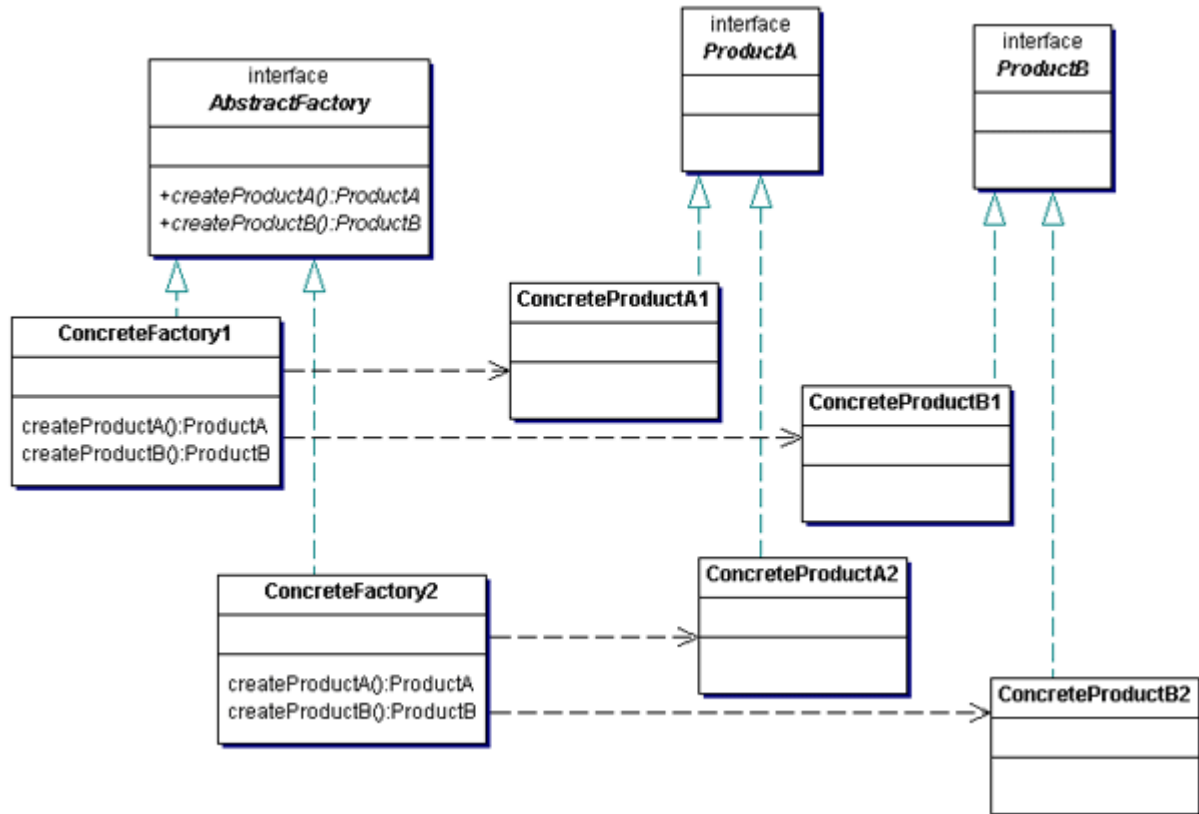 interface
AbstractFactory
+createProductA():ProductA
+createProductB():ProductB
interface
ProductA
interface
ProductB
ConcreteFactory1
createProductA():ProductA
createProductB():ProductB
ConcreteProductA1
ConcreteProductB1
ConcreteFactory2
createProductA():ProductA
createProductB():ProductB
ConcreteProductA2
ConcreteProductB2